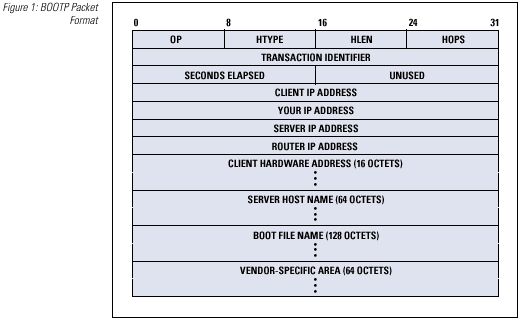 Figure 1: BOOTP Packet
Format
0 8 16 24 31
OP HTYPE HLEN HOPS
TRANSACTION IDENTIFIER
SECONDS ELAPSED UNUSED
CLIENT IP ADDRESS
YOUR IP ADDRESS
SERVER IP ADDRESS
ROUTER IP ADDRESS
CLIENT HARDWARE ADDRESS (16 OCTETS)
SERVER HOST NAME (64 OCTETS)
BOOT FILE NAME (128 OCTETS)
VENDOR-SPECIFIC AREA (64 OCTETS)